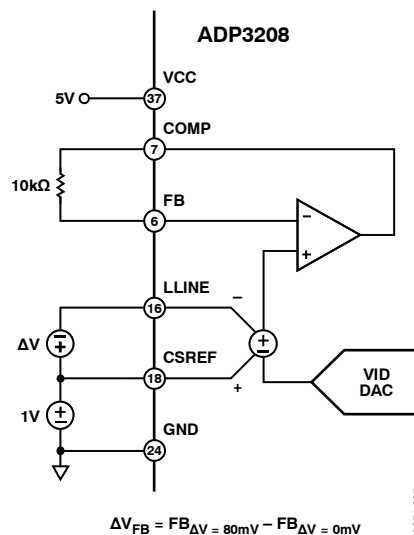 ADP3208
VCC
5V
37
COMP
7
10kΩ
FB
6
LLINE
16
ΔV
CSREF
18
1V
GND
24
VID
DAC
ΔVFB = FBΔV = 80mV – FBΔV = 0mV